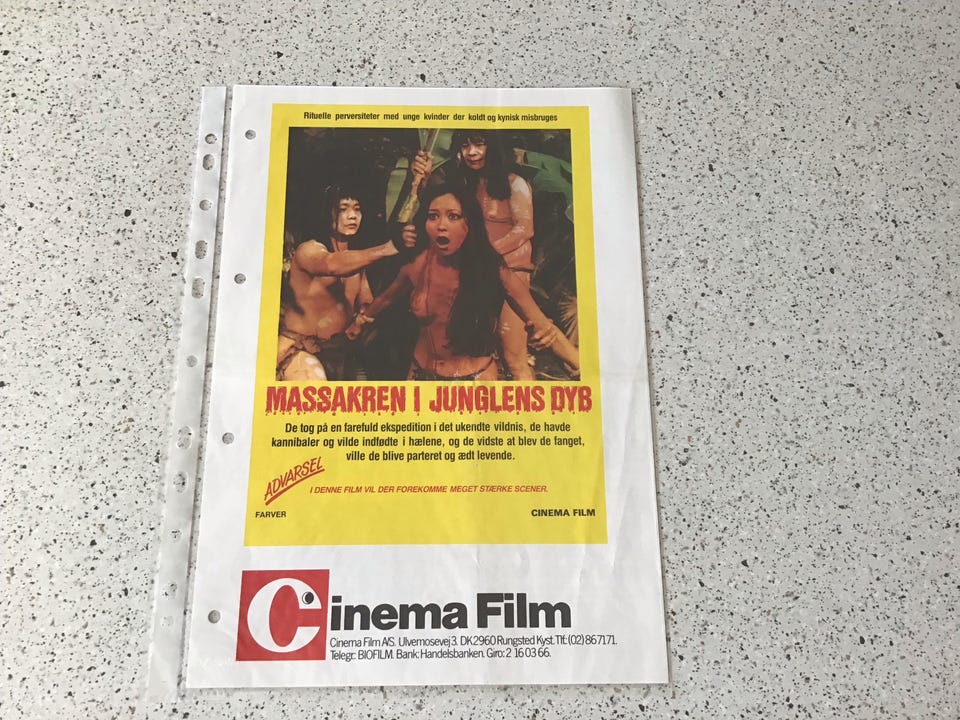 Rituelle perversiteter med unge kvinder der koldt og kynisk misbruges
MASSAKREN I JUNGLENS DYB
De tog på en farefuld ekspedition i det ukendte vildnis, de havde
kannibaler og vilde indfødte i hælene, og de vidste at blev de fanget,
ville de blive parteret og ædt levende.
ADVARSEL
I DENNE FILM VIL DER FOREKOMME MEGET STÆRKE SCENER.
FARVER
CINEMA FILM
Cinema Film
Cinema Film A/S. Ulvemosevej 3. DK 2960 Rungsted Kyst. Tlf.: (02) 86 71 71.
Telegr.: BIOFILM. Bank: Handelsbanken. Giro: 2 16 03 66.